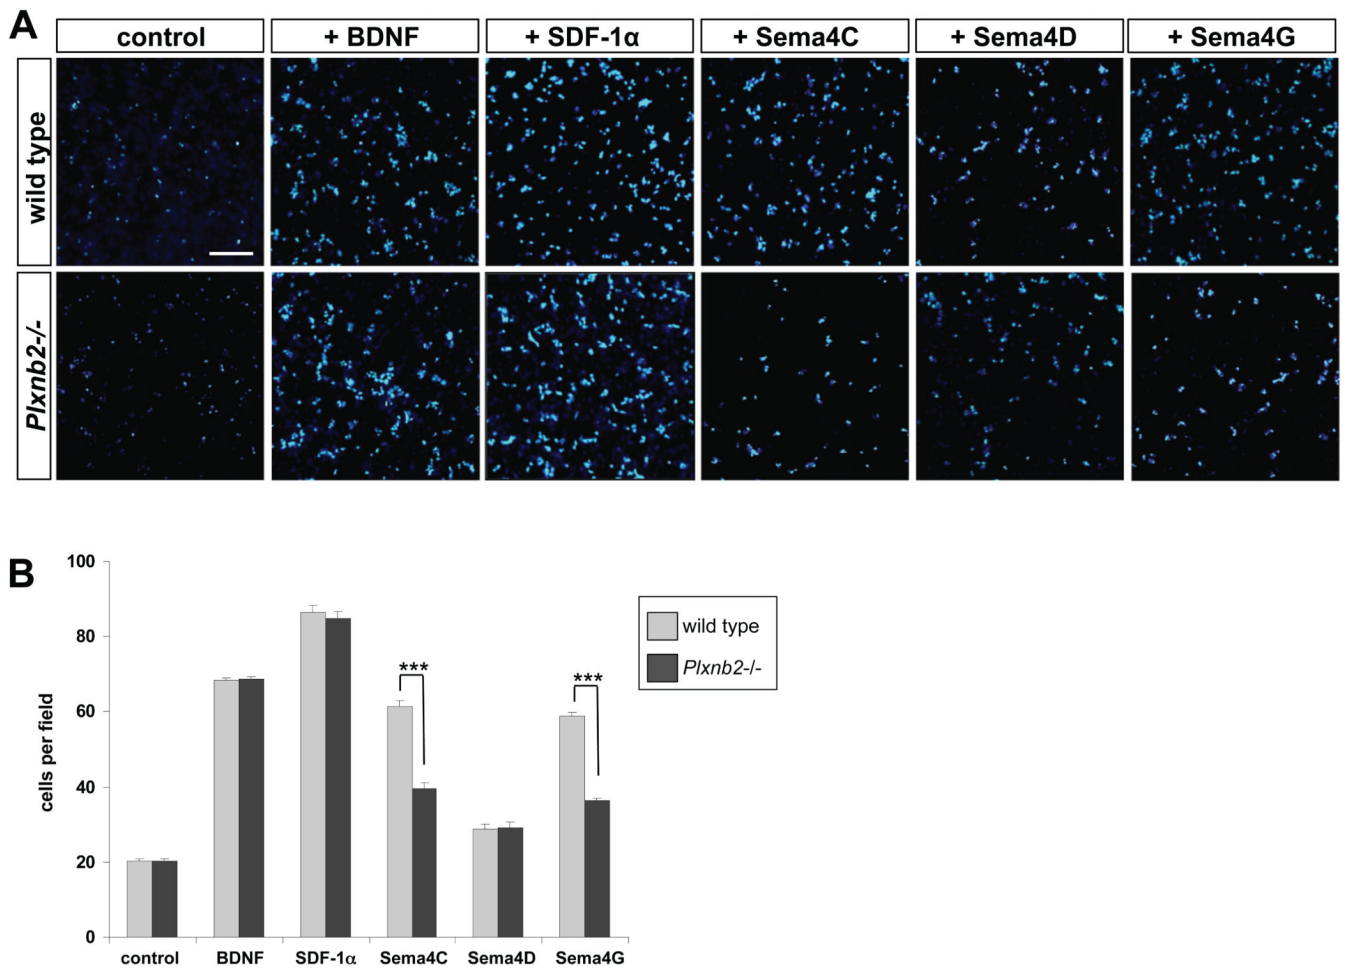 A
control
+ BDNF
+ SDF-1α
+ Sema4C
+ Sema4D
+ Sema4G
wild type
Plxnb2-/-
B
cells per field
100
80
60
40
20
0
***
***
control
BDNF
SDF-1α
Sema4C
Sema4D
Sema4G
wild type
Plxnb2-/-